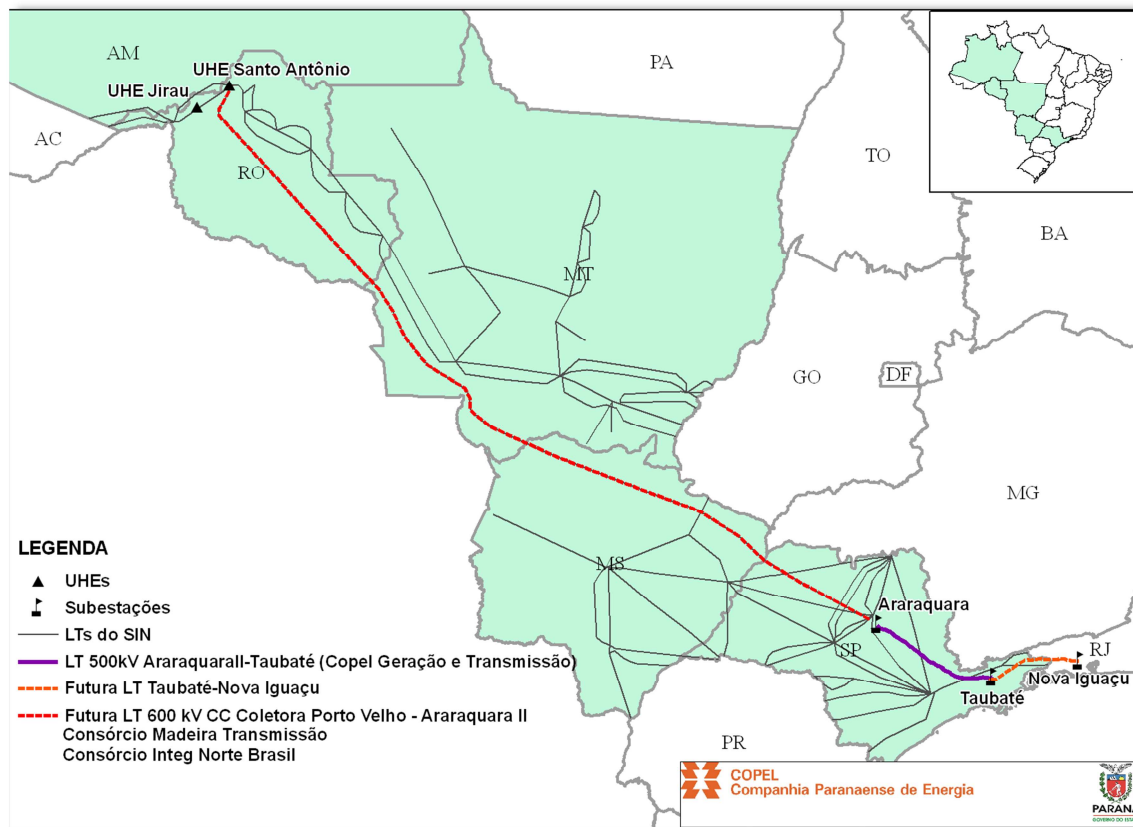 AM
UHE Santo Antônio
UHE Jirau
PA
AC
TO
RO
BA
MT
GO
DF
MG
MS
Araraquara
SP
RJ
Nova Iguaçu
Taubaté
PR
LEGENDA
UHEs
Subestações
LTs do SIN
LT 500kV AraraquaraII-Taubaté (Copel Geração e Transmissão)
Futura LT Taubaté-Nova Iguaçu
Futura LT 600 kV CC Coletora Porto Velho - Araraquara II
Consórcio Madeira Transmissão
Consórcio Integ Norte Brasil
COPEL
Companhia Paranaense de Energia
PARANÁ
GOVERNO DO ESTADO